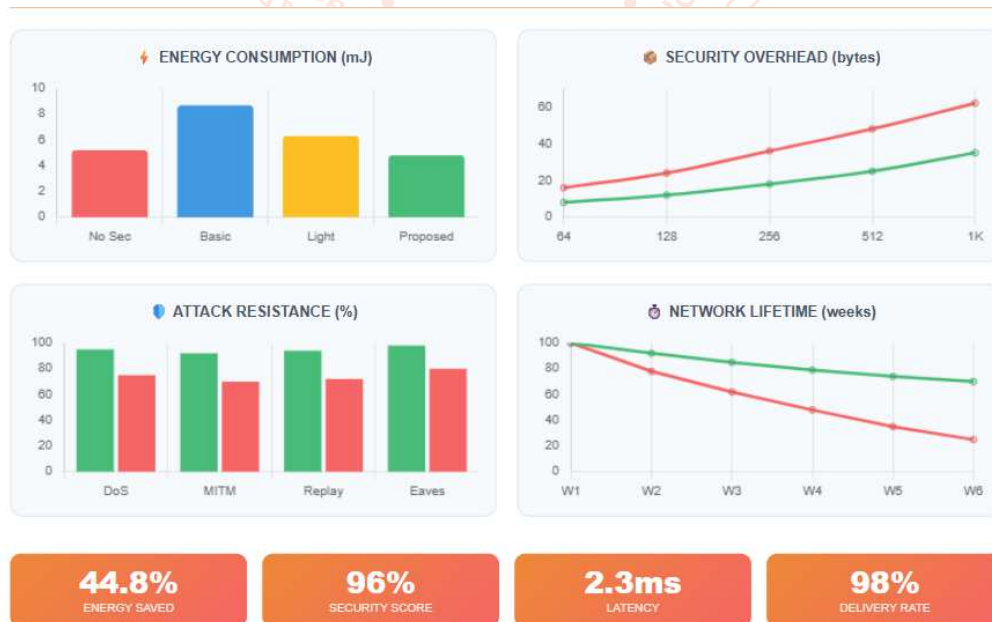 ENERGY CONSUMPTION (mJ)
10
8
6
4
2
0
No Sec Basic Light Proposed
SECURITY OVERHEAD (bytes)
60
40
20
0
64 128 256 512 1K
ATTACK RESISTANCE (%)
100
80
60
40
20
0
DoS MITM Replay Eaves
NETWORK LIFETIME (weeks)
100
80
60
40
20
0
W1 W2 W3 W4 W5 W6
44.8%
ENERGY SAVED
96%
SECURITY SCORE
2.3ms
LATENCY
98%
DELIVERY RATE